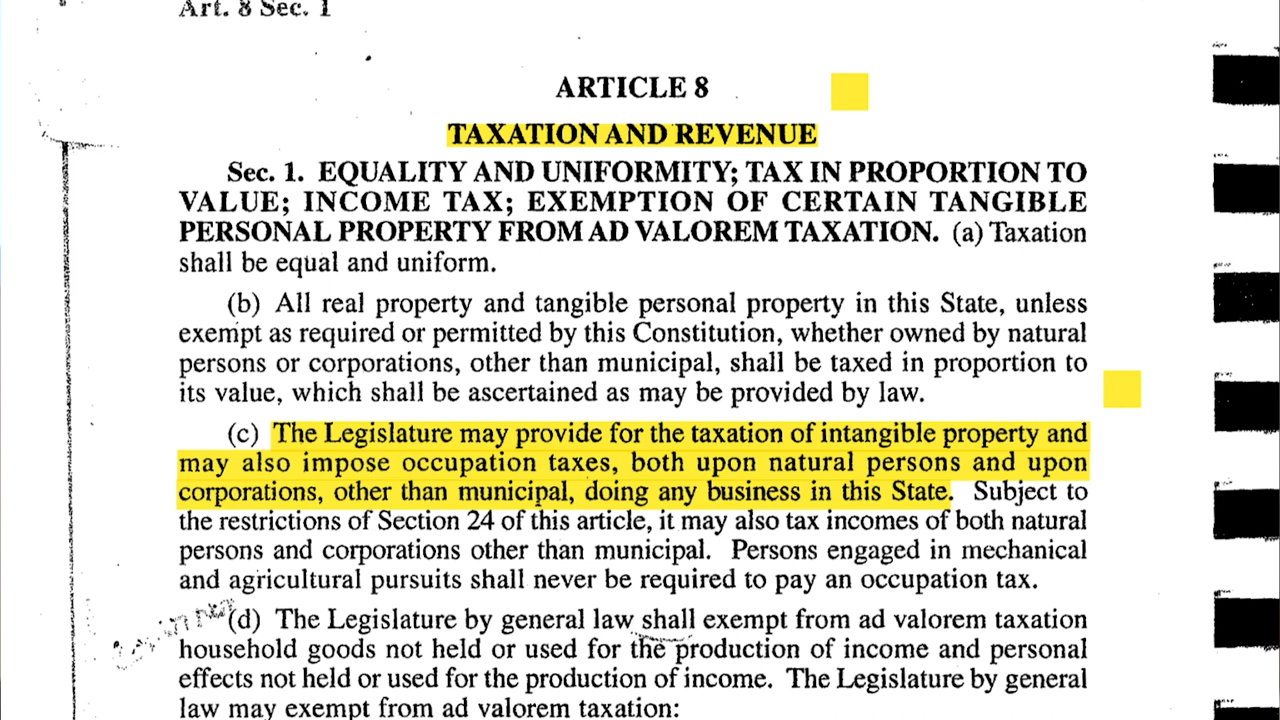 Art. 8 Sec. 1
ARTICLE 8
TAXATION AND REVENUE
Sec. 1. EQUALITY AND UNIFORMITY; TAX IN PROPORTION TO
VALUE; INCOME TAX; EXEMPTION OF CERTAIN TANGIBLE
PERSONAL PROPERTY FROM AD VALOREM TAXATION. (a) Taxation
shall be equal and uniform.
(b) All real property and tangible personal property in this State, unless
exempt as required or permitted by this Constitution, whether owned by natural
persons or corporations, other than municipal, shall be taxed in proportion to
its value, which shall be ascertained as may be provided by law.
(c) The Legislature may provide for the taxation of intangible property and
may also impose occupation taxes, both upon natural persons and upon
corporations, other than municipal, doing any business in this State. Subject to
the restrictions of Section 24 of this article, it may also tax incomes of both natural
persons and corporations other than municipal. Persons engaged in mechanical
and agricultural pursuits shall never be required to pay an occupation tax.
(d) The Legislature by general law shall exempt from ad valorem taxation
household goods not held or used for the production of income and personal
effects not held or used for the production of income. The Legislature by general
law may exempt from ad valorem taxation: